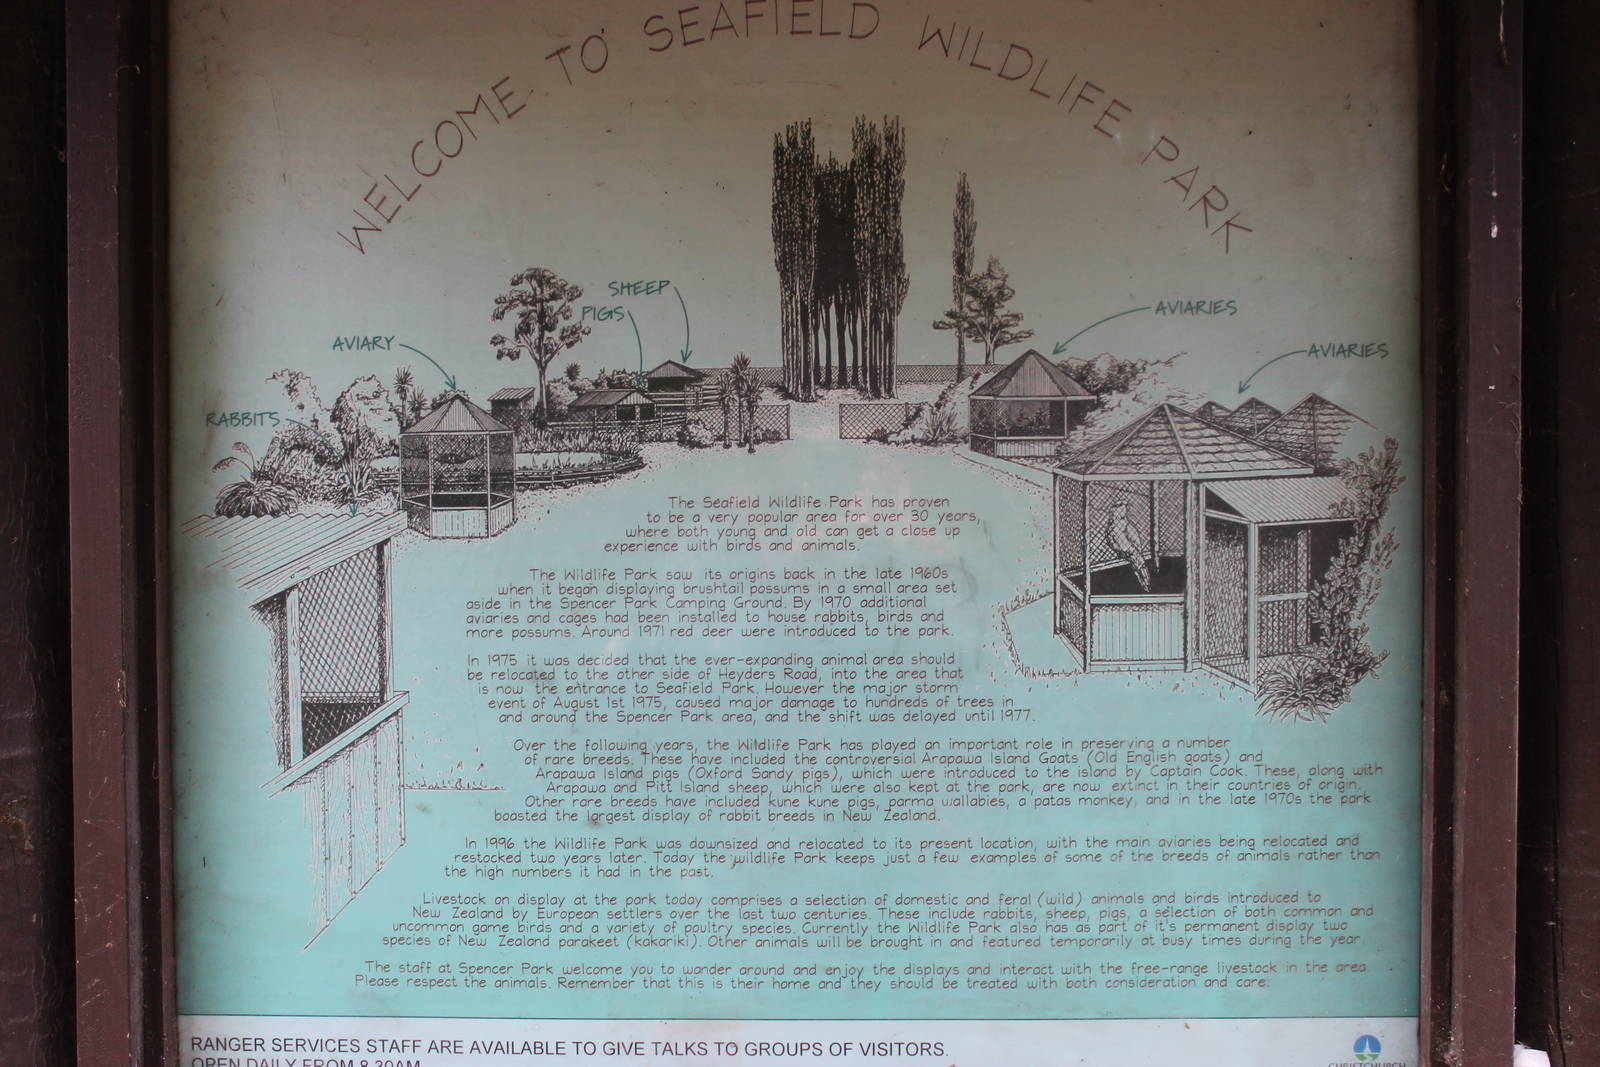 WELCOME TO SEAFIELD WILDLIFE PARK
SHEEP
PIGS
AVIARIES
AVIARY
AVIARIES
RABBITS
The Seafield Wildlife Park has proven
to be a very popular area for over 30 years,
where both young and old can get a close up
experience with birds and animals.
The Wildlife Park saw its origins back in the late 1960s
when it began displaying brushtail possums in a small area set
aside in the Spencer Park Camping Ground. By 1970 additional
aviaries and cages had been installed to house rabbits, birds and
more possums. Around 1971 red deer were introduced to the park.
In 1975 it was decided that the ever-expanding animal area should
be relocated to the other side of Heyders Road, into the area that
is now the entrance to Seafield Park. However the major storm
event of August 1st 1975, caused major damage to hundreds of trees in
and around the Spencer Park area, and the shift was delayed until 1977.
Over the following years, the Wildlife Park has played an important role in preserving a number
of rare breeds. These have included the controversial Arapawa Island Goats (Old English goats) and
Arapawa Island pigs (Oxford Sandy pigs), which were introduced to the island by Captain Cook. These, along with
Arapawa and Pitt Island sheep, which were also kept at the park, are now extinct in their countries of origin.
Other rare breeds have included kune kune pigs, parma wallabies, a patas monkey, and in the late 1970s the park
boasted the largest display of rabbit breeds in New Zealand.
In 1996 the Wildlife Park was downsized and relocated to its present location, with the main aviaries being relocated and
restocked two years later. Today the wildlife Park keeps just a few examples of some of the breeds of animals rather than
the high numbers it had in the past.
Livestock on display at the park today comprises a selection of domestic and feral (wild) animals and birds introduced to
New Zealand by European settlers over the last two centuries. These include rabbits, sheep, pigs, a selection of both common and
uncommon game birds and a variety of poultry species. Currently the Wildlife Park also has as part of it's permanent display two
species of New Zealand parakeet (kakariki). Other animals will be brought in and featured temporarily at busy times during the year.
The staff at Spencer Park welcome you to wander around and enjoy the displays and interact with the free-range livestock in the area.
Please respect the animals. Remember that this is their home and they should be treated with both consideration and care.
RANGER SERVICES STAFF ARE AVAILABLE TO GIVE TALKS TO GROUPS OF VISITORS.
OPEN DAILY FROM 8.30AM
CHRISTCHURCH